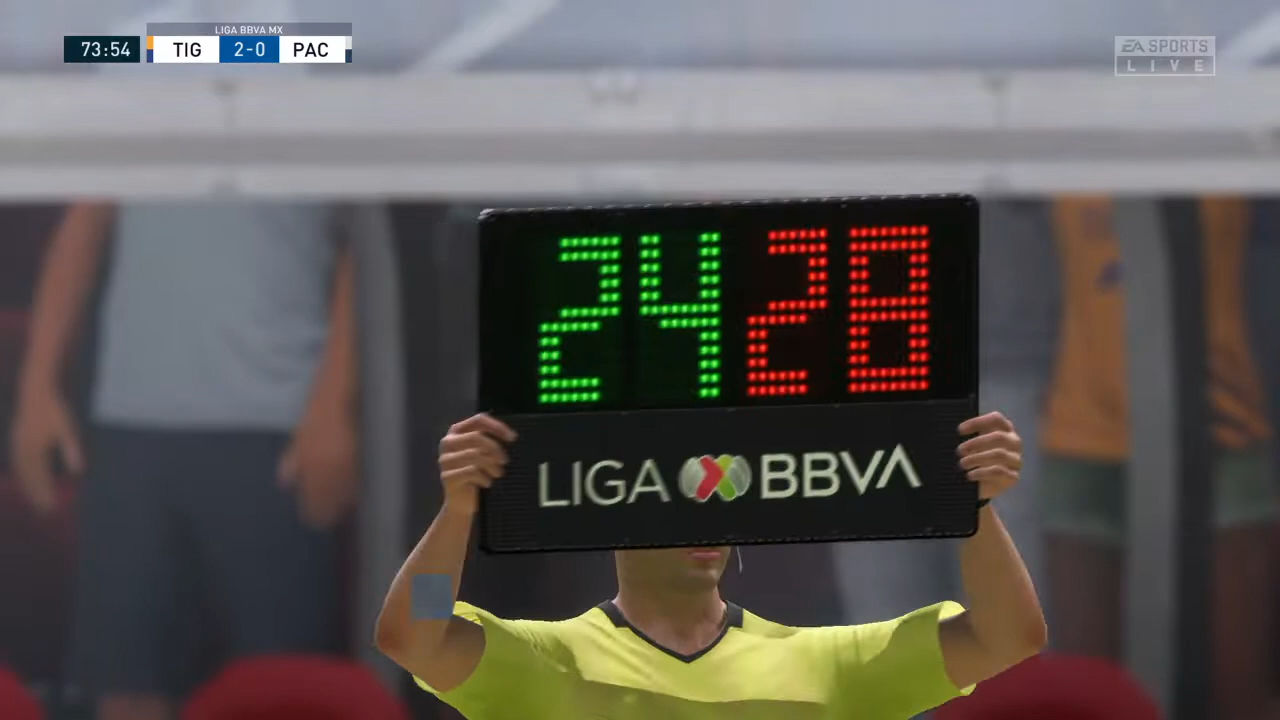 LIGA BBVA MX
73:54 TIG 2-0 PAC
EA SPORTS
LIVE
24 28
LIGA BBVA